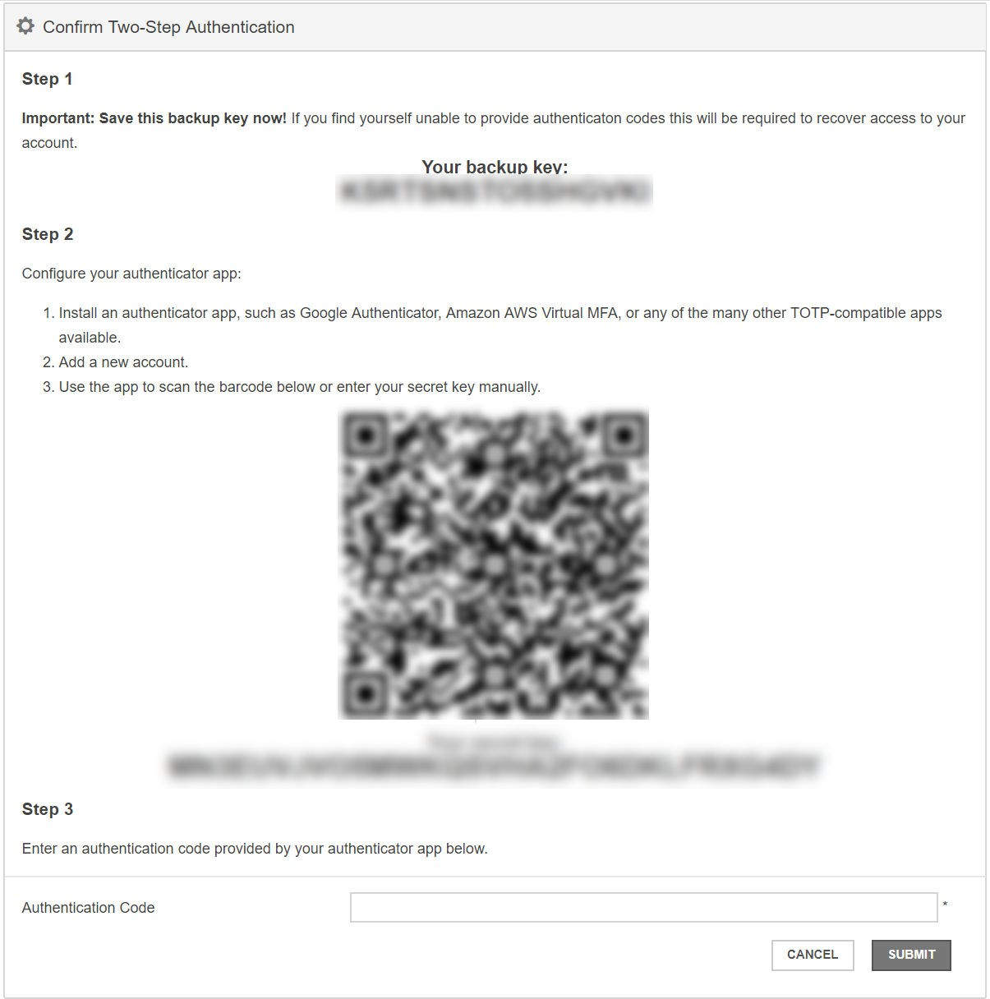 Confirm Two-Step Authentication
Step 1
Important: Save this backup key now! If you find yourself unable to provide authenticaton codes this will be required to recover access to your
account.
Your backup key:
Step 2
Configure your authenticator app:
1. Install an authenticator app, such as Google Authenticator, Amazon AWS Virtual MFA, or any of the many other TOTP-compatible apps
available.
2. Add a new account.
3. Use the app to scan the barcode below or enter your secret key manually.
Step 3
Enter an authentication code provided by your authenticator app below.
Authentication Code *
CANCEL SUBMIT